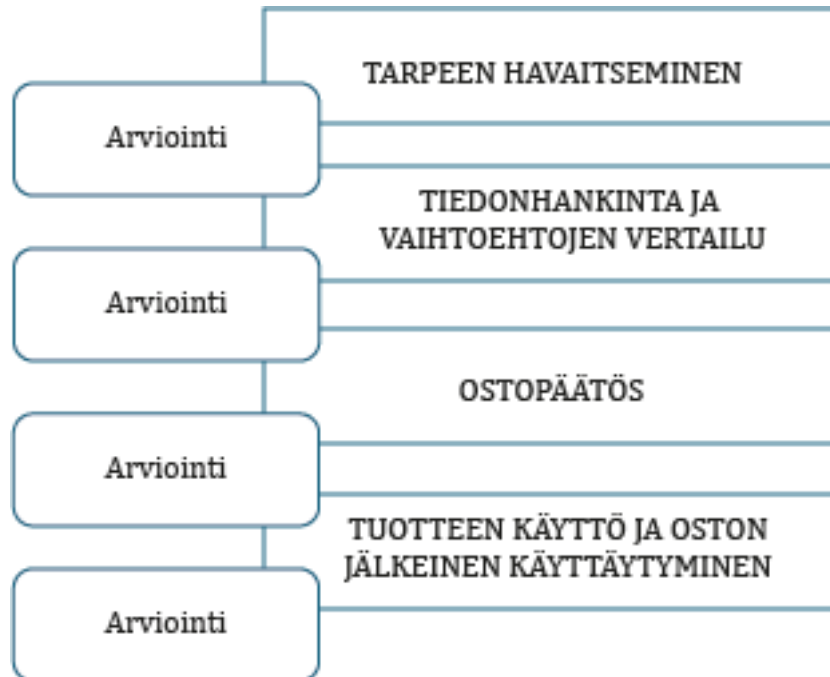 TARPEEN HAVAITSEMINEN
Arviointi
TIEDONHANKINTA JA
VAIHTOEHTOJEN VERTAILU
Arviointi
OSTOPÄÄTÖS
Arviointi
TUOTTEEN KÄYTTÖ JA OSTON
JÄLKEINEN KÄYTTÄYTYMINEN
Arviointi